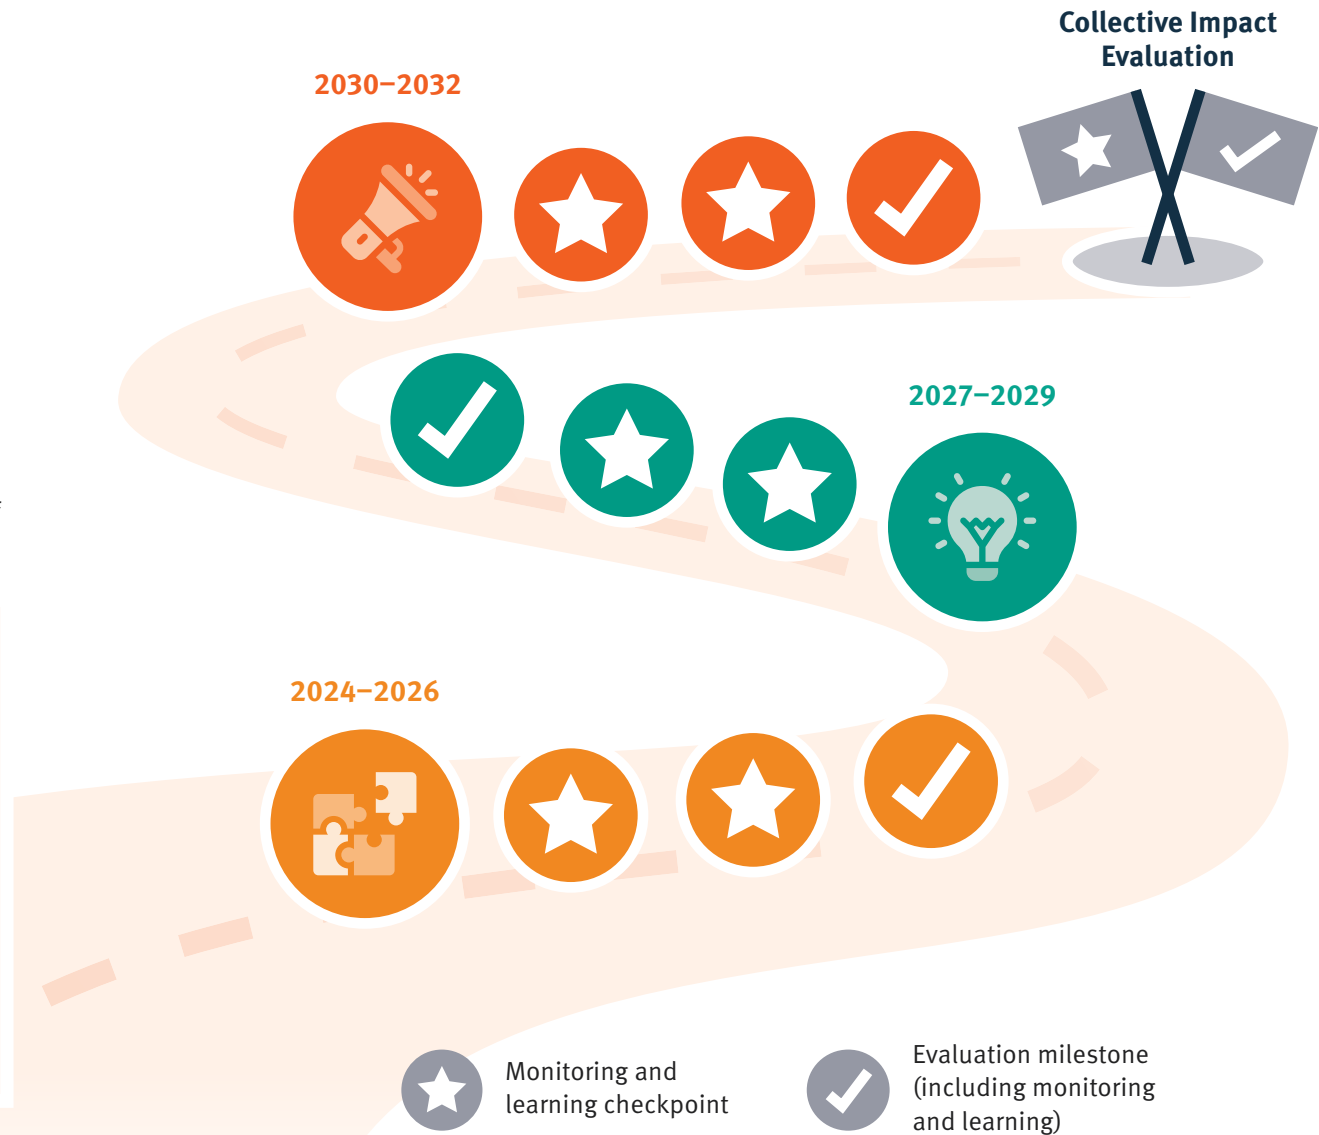 Collective Impact
Evaluation
2030–2032
2027–2029
2024–2026
Monitoring and
learning checkpoint
Evaluation milestone
(including monitoring
and learning)